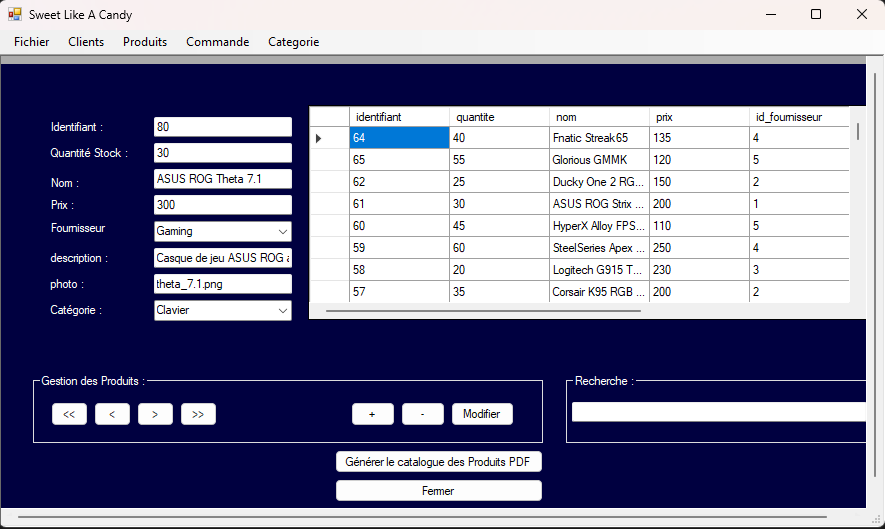 Sweet Like A Candy
Fichier Clients Produits Commande Categorie
Identifiant : 80
Quantité Stock : 30
Nom : ASUS ROG Theta 7.1
Prix : 300
Fournisseur Gaming
description : Casque de jeu ASUS ROG a
photo : theta_7.1.png
Catégorie : Clavier
identifiant quantite nom prix id_fournisseur
64 40 Fnatic Streak65 135 4
65 55 Glorious GMMK 120 5
62 25 Ducky One 2 RG... 150 2
61 30 ASUS ROG Strix ... 200 1
60 45 HyperX Alloy FPS... 110 5
59 60 SteelSeries Apex ... 250 4
58 20 Logitech G915 T... 230 3
57 35 Corsair K95 RGB ... 200 2
Gestion des Produits :
<< < > >> + - Modifier
Recherche :
Générer le catalogue des Produits PDF
Fermer